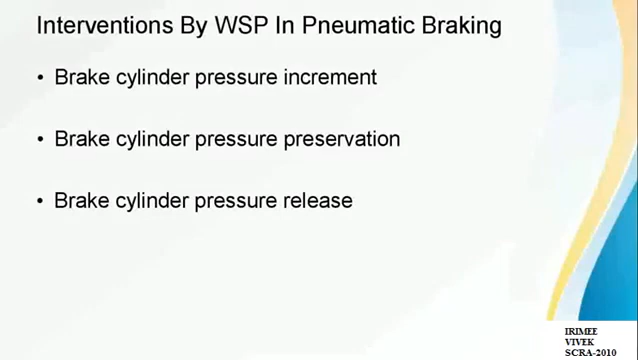 Interventions By WSP In Pneumatic Braking
• Brake cylinder pressure increment
• Brake cylinder pressure preservation
• Brake cylinder pressure release
IRIMEE
VIVEK
SCRA-2010